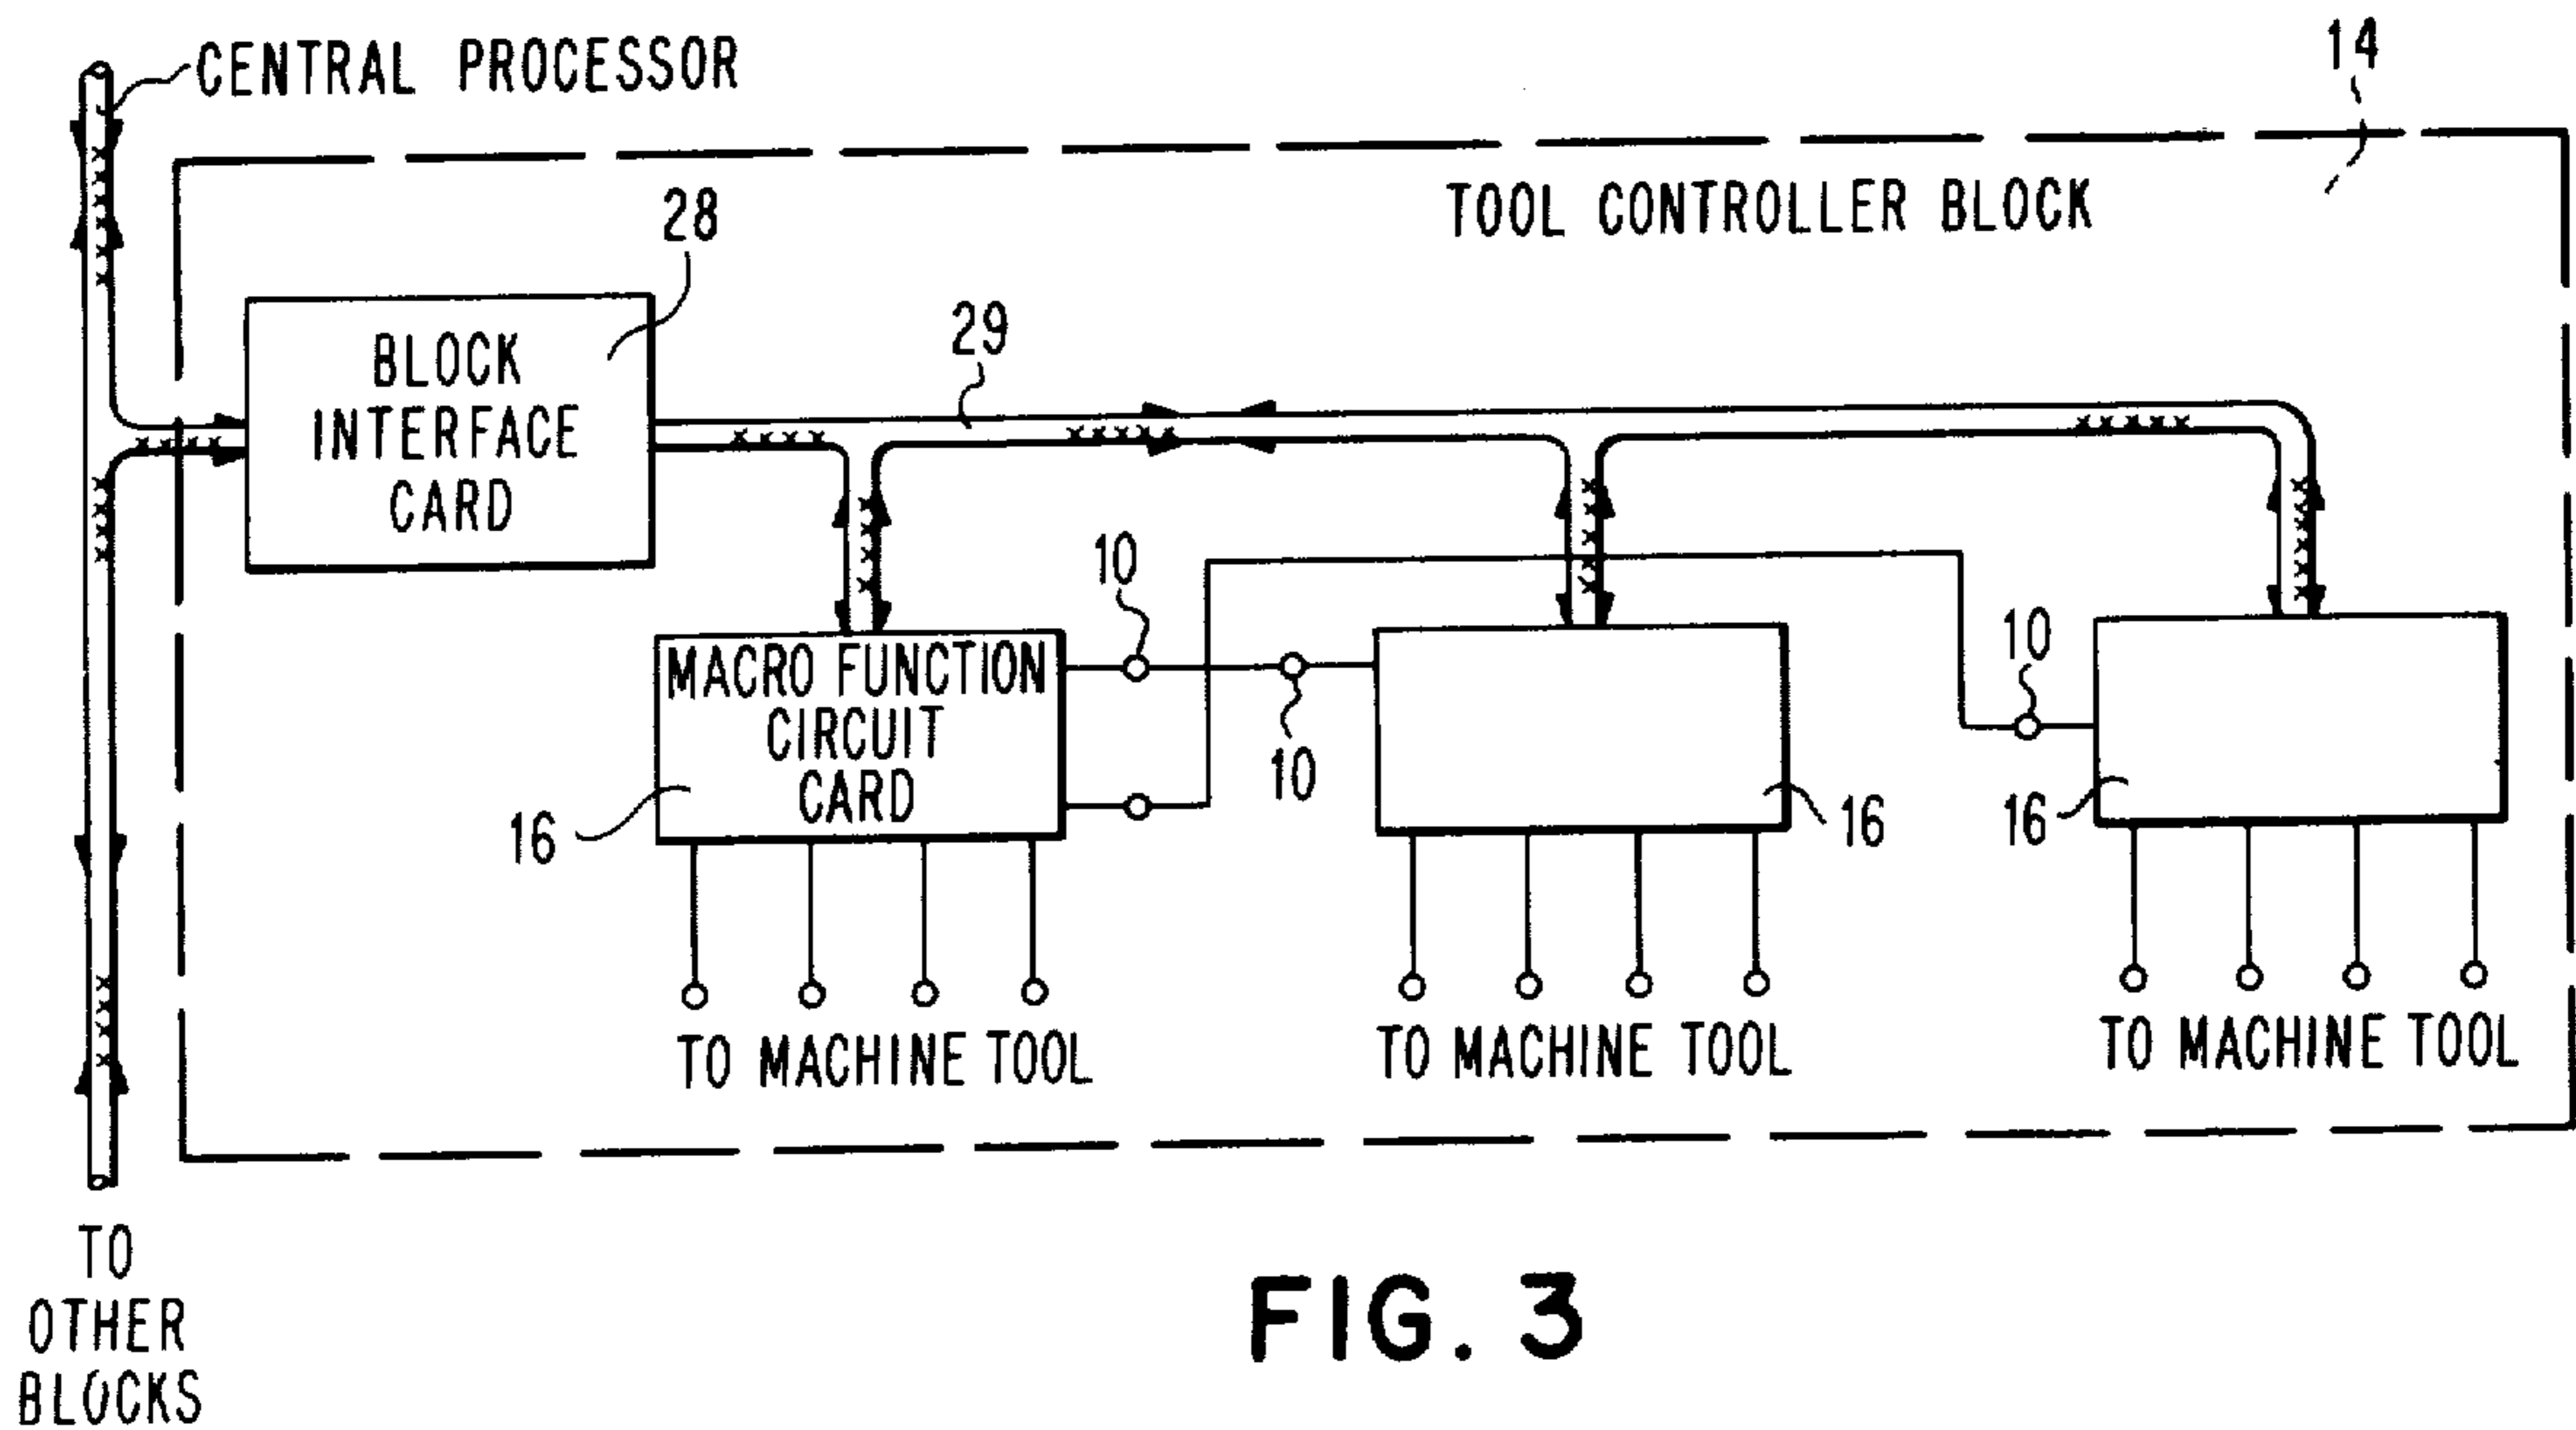 CENTRAL PROCESSOR
14
TOOL CONTROLLER BLOCK
28
BLOCK
INTERFACE
CARD
29
10
10
10
MACRO FUNCTION
CIRCUIT
CARD
16
16
16
TO MACHINE TOOL
TO MACHINE TOOL
TO MACHINE TOOL
TO
OTHER
BLOCKS
FIG. 3